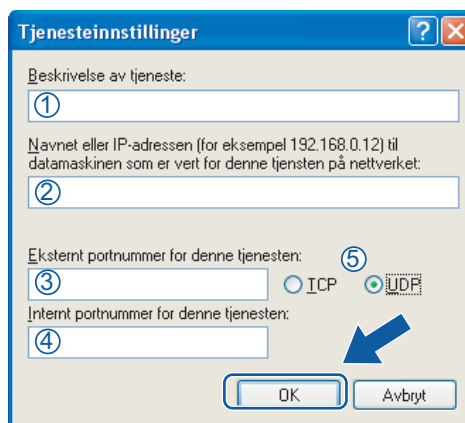 Tjenesteinnstillinger
Beskrivelse av tjeneste:
①
Navnet eller IP-adressen (for eksempel 192.168.0.12) til
datamaskinen som er vert for denne tjensten på nettverket:
②
Eksternt portnummer for denne tjenesten:
⑤
③
TCP
UDP
Internt portnummer for denne tjenesten:
④
OK
Avbryt